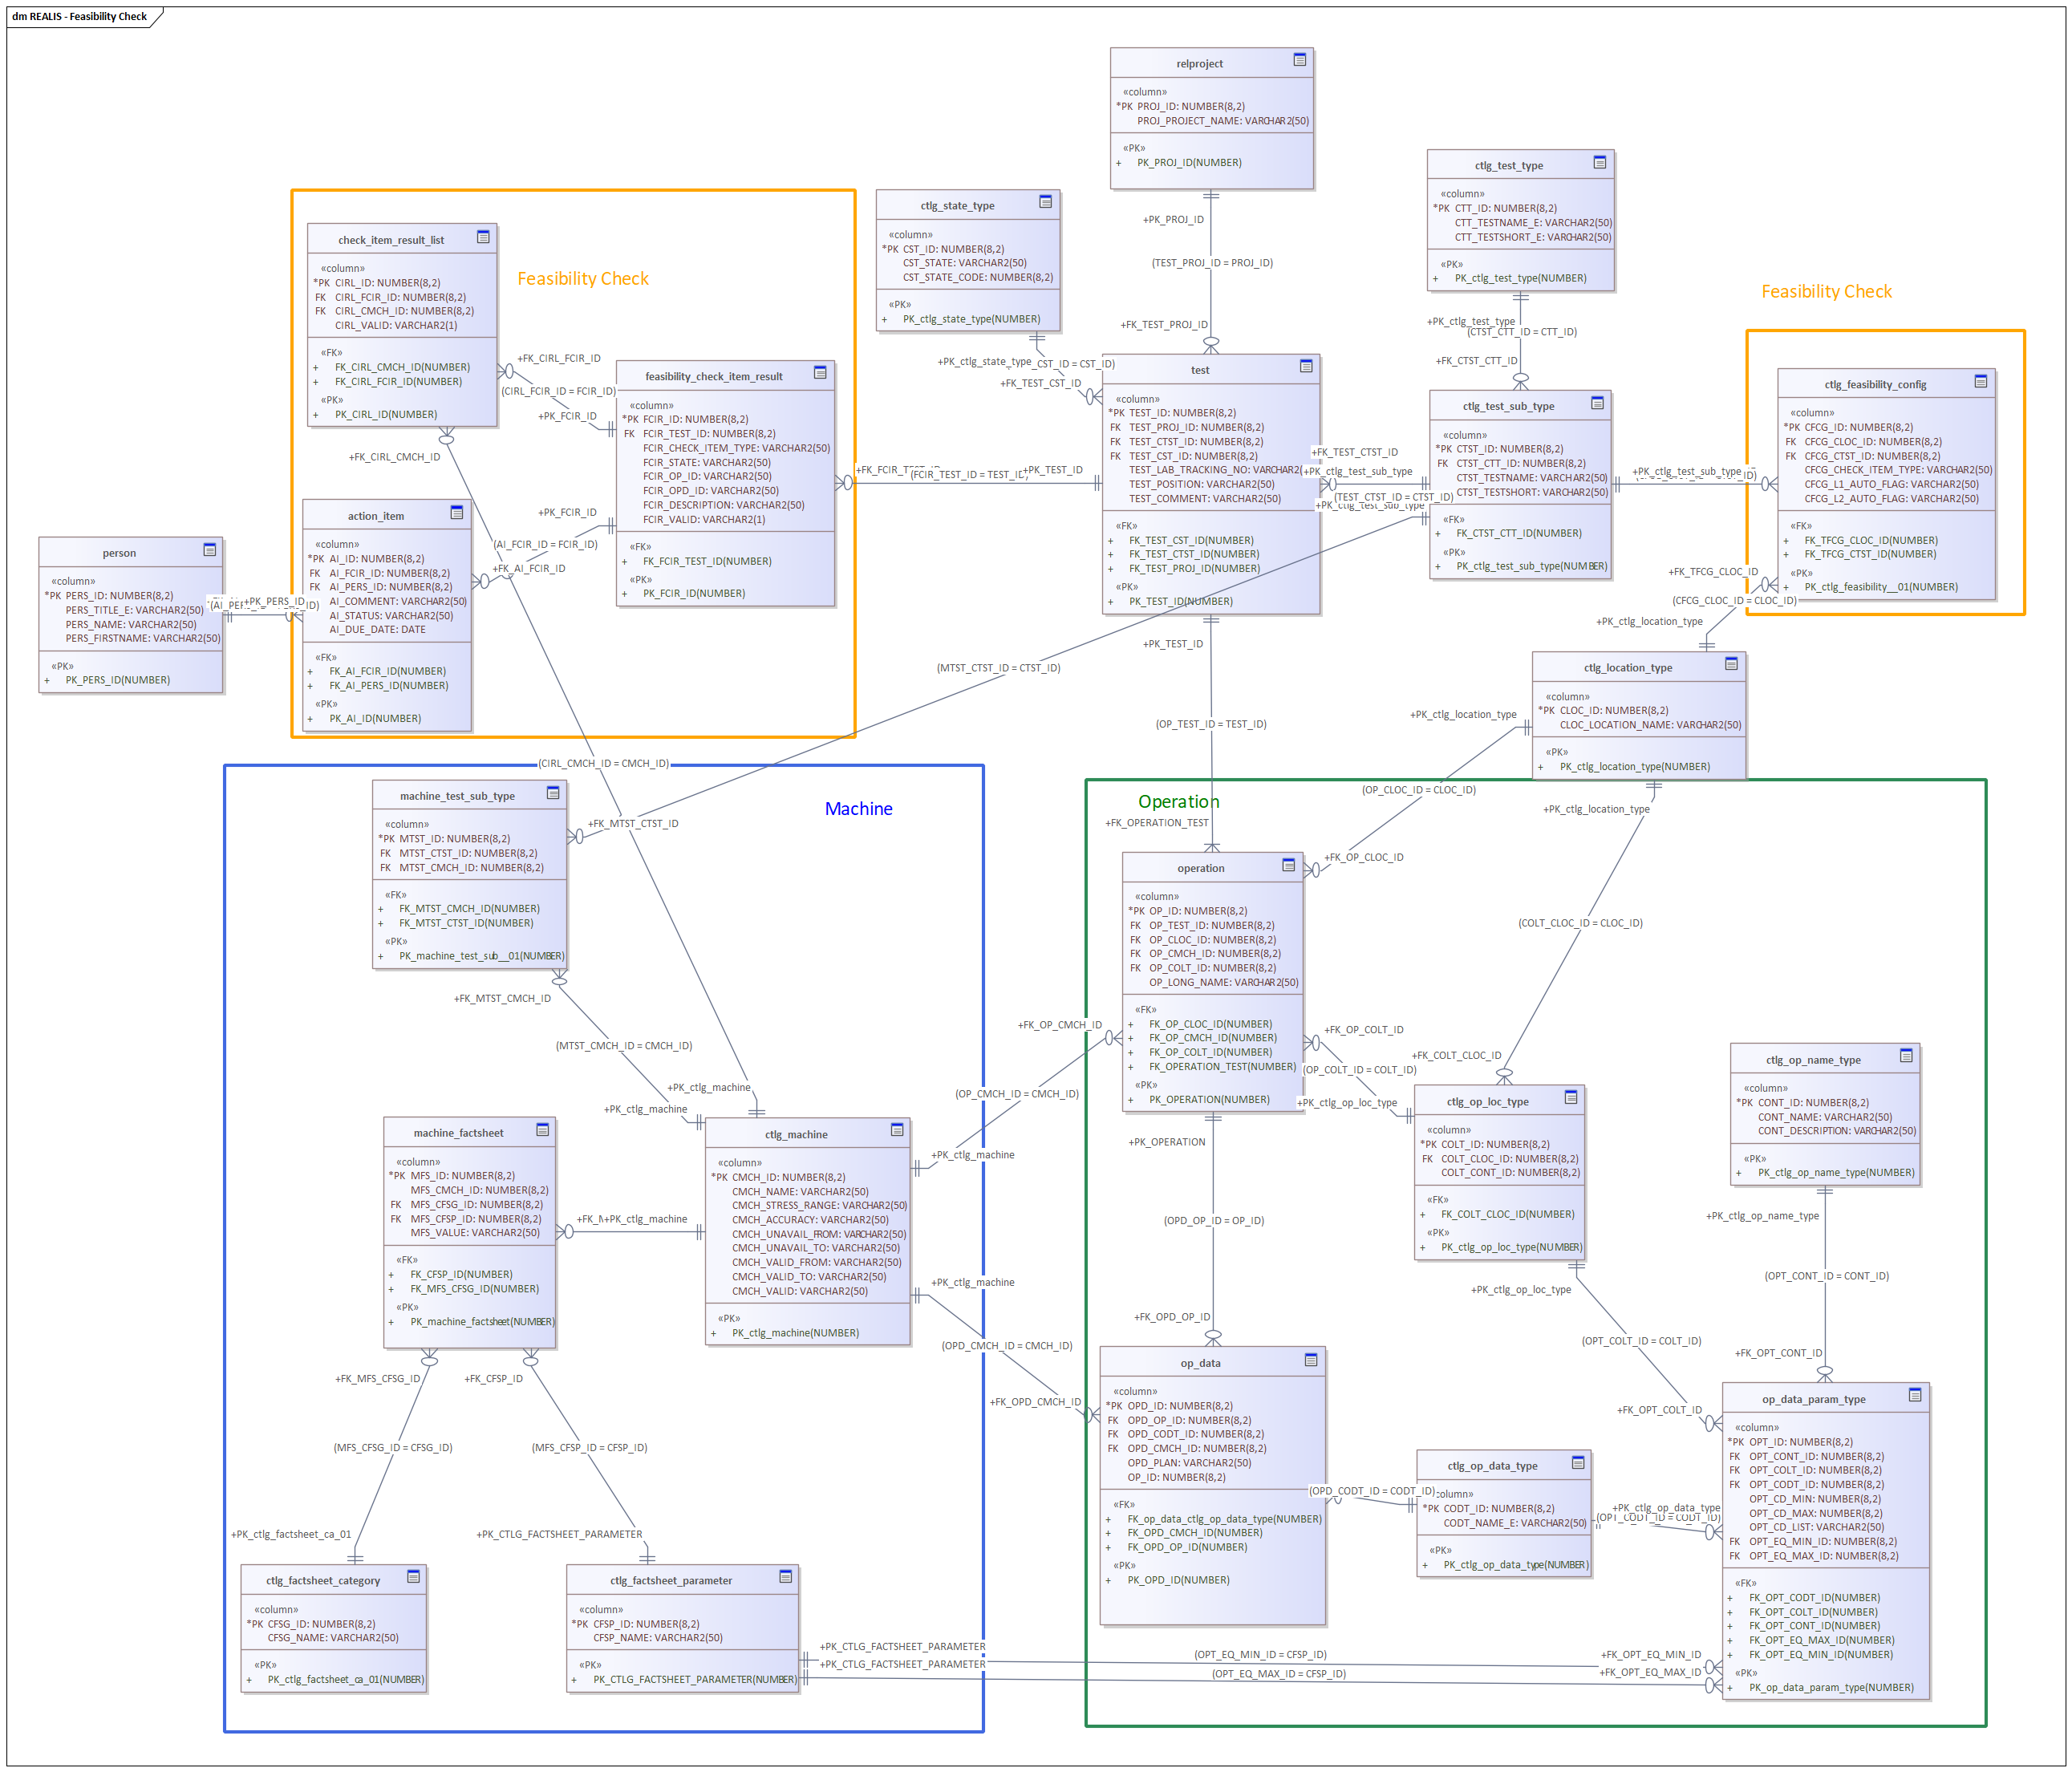 dm REALIS - Feasibility Check
relproject
«column»
*PK PROJ_ID: NUMBER(8,2)
PROJ_PROJECT_NAME: VARCHAR2(50)
«PK»
+ PK_PROJ_ID(NUMBER)
+PK_PROJ_ID
(TEST_PROJ_ID = PROJ_ID)
+FK_TEST_PROJ_ID
ctlg_test_type
«column»
*PK CTT_ID: NUMBER(8,2)
CTT_TESTNAME_E: VARCHAR2(50)
CTT_TESTSHORT_E: VARCHAR2(50)
«PK»
+ PK_ctlg_test_type(NUMBER)
+PK_ctlg_test_type
(CTST_CTT_ID = CTT_ID)
+FK_CTST_CTT_ID
ctlg_state_type
«column»
*PK CST_ID: NUMBER(8,2)
CST_STATE: VARCHAR2(50)
CST_STATE_CODE: NUMBER(8,2)
«PK»
+ PK_ctlg_state_type(NUMBER)
+PK_ctlg_state_type
_CST_ID = CST_ID)
+FK_TEST_CST_ID
Feasibility Check
check_item_result_list
«column»
*PK CIRL_ID: NUMBER(8,2)
FK CIRL_FCIR_ID: NUMBER(8,2)
FK CIRL_CMCH_ID: NUMBER(8,2)
CIRL_VALID: VARCHAR2(1)
«FK»
+ FK_CIRL_CMCH_ID(NUMBER)
+ FK_CIRL_FCIR_ID(NUMBER)
«PK»
+ PK_CIRL_ID(NUMBER)
+FK_CIRL_FCIR_ID
(CIRL_FCIR_ID = FCIR_ID)
+PK_FCIR_ID
+FK_CIRL_CMCH_ID
feasibility_check_item_result
«column»
*PK FCIR_ID: NUMBER(8,2)
FK FCIR_TEST_ID: NUMBER(8,2)
FCIR_CHECK_ITEM_TYPE: VARCHAR2(50)
FCIR_STATE: VARCHAR2(50)
FCIR_OP_ID: VARCHAR2(50)
FCIR_OPD_ID: VARCHAR2(50)
FCIR_DESCRIPTION: VARCHAR2(50)
FCIR_VALID: VARCHAR2(1)
«FK»
+ FK_FCIR_TEST_ID(NUMBER)
«PK»
+ PK_FCIR_ID(NUMBER)
(FCIR_TEST_ID = TEST_ID)
+PK_TEST_ID
action_item
«column»
*PK AI_ID: NUMBER(8,2)
FK AI_FCIR_ID: NUMBER(8,2)
FK AI_PERS_ID: NUMBER(8,2)
AI_COMMENT: VARCHAR2(50)
AI_STATUS: VARCHAR2(50)
AI_DUE_DATE: DATE
«FK»
+ FK_AI_FCIR_ID(NUMBER)
+ FK_AI_PERS_ID(NUMBER)
«PK»
+ PK_AI_ID(NUMBER)
+PK_FCIR_ID
(AI_FCIR_ID = FCIR_ID)
+FK_AI_FCIR_ID
person
«column»
*PK PERS_ID: NUMBER(8,2)
PERS_TITLE_E: VARCHAR2(50)
PERS_NAME: VARCHAR2(50)
PERS_FIRSTNAME: VARCHAR2(50)
«PK»
+ PK_PERS_ID(NUMBER)
+PK_PERS_ID
test
«column»
*PK TEST_ID: NUMBER(8,2)
FK TEST_PROJ_ID: NUMBER(8,2)
FK TEST_CTST_ID: NUMBER(8,2)
FK TEST_CST_ID: NUMBER(8,2)
TEST_LAB_TRACKING_NO: VARCHAR2(
TEST_POSITION: VARCHAR2(50)
TEST_COMMENT: VARCHAR2(50)
«FK»
+ FK_TEST_CST_ID(NUMBER)
+ FK_TEST_CTST_ID(NUMBER)
+ FK_TEST_PROJ_ID(NUMBER)
«PK»
+ PK_TEST_ID(NUMBER)
+FK_TEST_CTST_ID
+PK_ctlg_test_sub_type
(TEST_CTST_ID = CTST_ID)
+PK_ctlg_test_sub_type
ctlg_test_sub_type
«column»
*PK CTST_ID: NUMBER(8,2)
FK CTST_CTT_ID: NUMBER(8,2)
CTST_TESTNAME: VARCHAR2(50)
CTST_TESTSHORT: VARCHAR2(50)
«FK»
+ FK_CTST_CTT_ID(NUMBER)
«PK»
+ PK_ctlg_test_sub_type(NUMBER)
+PK_ctlg_test_sub_type
Feasibility Check
ctlg_feasibility_config
«column»
*PK CFCG_ID: NUMBER(8,2)
FK CFCG_CLOC_ID: NUMBER(8,2)
FK CFCG_CTST_ID: NUMBER(8,2)
CFCG_CHECK_ITEM_TYPE: VARCHAR2(50)
CFCG_L1_AUTO_FLAG: VARCHAR2(50)
CFCG_L2_AUTO_FLAG: VARCHAR2(50)
«FK»
+ FK_TFCG_CLOC_ID(NUMBER)
+ FK_TFCG_CTST_ID(NUMBER)
«PK»
+ PK_ctlg_feasibility__01(NUMBER)
+FK_TFCG_CLOC_ID
(CFCG_CLOC_ID = CLOC_ID)
+PK_ctlg_location_type
+PK_TEST_ID
(MTST_CTST_ID = CTST_ID)
(OP_TEST_ID = TEST_ID)
+FK_OPERATION_TEST
ctlg_location_type
«column»
*PK CLOC_ID: NUMBER(8,2)
CLOC_LOCATION_NAME: VARCHAR2(50)
«PK»
+ PK_ctlg_location_type(NUMBER)
+PK_ctlg_location_type
(OP_CLOC_ID = CLOC_ID)
+FK_OP_CLOC_ID
+PK_ctlg_location_type
(COLT_CLOC_ID = CLOC_ID)
+FK_COLT_CLOC_ID
(CIRL_CMCH_ID = CMCH_ID)
Machine
machine_test_sub_type
«column»
*PK MTST_ID: NUMBER(8,2)
FK MTST_CTST_ID: NUMBER(8,2)
FK MTST_CMCH_ID: NUMBER(8,2)
«FK»
+ FK_MTST_CMCH_ID(NUMBER)
+ FK_MTST_CTST_ID(NUMBER)
«PK»
+ PK_machine_test_sub__01(NUMBER)
+FK_MTST_CTST_ID
+FK_MTST_CMCH_ID
(MTST_CMCH_ID = CMCH_ID)
+PK_ctlg_machine
+PK_ctlg_machine
machine_factsheet
«column»
*PK MFS_ID: NUMBER(8,2)
MFS_CMCH_ID: NUMBER(8,2)
FK MFS_CFSG_ID: NUMBER(8,2)
FK MFS_CFSP_ID: NUMBER(8,2)
MFS_VALUE: VARCHAR2(50)
«FK»
+ FK_CFSP_ID(NUMBER)
+ FK_MFS_CFSG_ID(NUMBER)
«PK»
+ PK_machine_factsheet(NUMBER)
+PK_ctlg_machine
ctlg_machine
«column»
*PK CMCH_ID: NUMBER(8,2)
CMCH_NAME: VARCHAR2(50)
CMCH_STRESS_RANGE: VARCHAR2(50)
CMCH_ACCURACY: VARCHAR2(50)
CMCH_UNAVAIL_FROM: VARCHAR2(50)
CMCH_UNAVAIL_TO: VARCHAR2(50)
CMCH_VALID_FROM: VARCHAR2(50)
CMCH_VALID_TO: VARCHAR2(50)
CMCH_VALID: VARCHAR2(50)
«PK»
+ PK_ctlg_machine(NUMBER)
+FK_OP_CMCH_ID
(OP_CMCH_ID = CMCH_ID)
+PK_ctlg_machine
+PK_ctlg_machine
(OPD_CMCH_ID = CMCH_ID)
+FK_OPD_CMCH_ID
+FK_MFS_CFSG_ID
(MFS_CFSG_ID = CFSG_ID)
+PK_ctlg_factsheet_ca_01
+FK_CFSP_ID
(MFS_CFSP_ID = CFSP_ID)
+PK_CTLG_FACTSHEET_PARAMETER
ctlg_factsheet_category
«column»
*PK CFSG_ID: NUMBER(8,2)
CFSG_NAME: VARCHAR2(50)
«PK»
+ PK_ctlg_factsheet_ca_01(NUMBER)
ctlg_factsheet_parameter
«column»
*PK CFSP_ID: NUMBER(8,2)
CFSP_NAME: VARCHAR2(50)
«PK»
+ PK_CTLG_FACTSHEET_PARAMETER(NUMBER)
+PK_CTLG_FACTSHEET_PARAMETER
+PK_CTLG_FACTSHEET_PARAMETER
(OPT_EQ_MIN_ID = CFSP_ID)
(OPT_EQ_MAX_ID = CFSP_ID)
+FK_OPT_EQ_MIN_ID
+FK_OPT_EQ_MAX_ID
Operation
operation
«column»
*PK OP_ID: NUMBER(8,2)
FK OP_TEST_ID: NUMBER(8,2)
FK OP_CLOC_ID: NUMBER(8,2)
FK OP_CMCH_ID: NUMBER(8,2)
FK OP_COLT_ID: NUMBER(8,2)
OP_LONG_NAME: VARCHAR2(50)
«FK»
+ FK_OP_CLOC_ID(NUMBER)
+ FK_OP_CMCH_ID(NUMBER)
+ FK_OP_COLT_ID(NUMBER)
+ FK_OPERATION_TEST(NUMBER)
«PK»
+ PK_OPERATION(NUMBER)
+FK_OP_COLT_ID
(OP_COLT_ID = COLT_ID)
+PK_ctlg_op_loc_type
+PK_OPERATION
(OPD_OP_ID = OP_ID)
+FK_OPD_OP_ID
ctlg_op_loc_type
«column»
*PK COLT_ID: NUMBER(8,2)
FK COLT_CLOC_ID: NUMBER(8,2)
COLT_CONT_ID: NUMBER(8,2)
«FK»
+ FK_COLT_CLOC_ID(NUMBER)
«PK»
+ PK_ctlg_op_loc_type(NUMBER)
+PK_ctlg_op_loc_type
(OPT_COLT_ID = COLT_ID)
+FK_OPT_COLT_ID
ctlg_op_name_type
«column»
*PK CONT_ID: NUMBER(8,2)
CONT_NAME: VARCHAR2(50)
CONT_DESCRIPTION: VARCHAR2(50)
«PK»
+ PK_ctlg_op_name_type(NUMBER)
+PK_ctlg_op_name_type
(OPT_CONT_ID = CONT_ID)
+FK_OPT_CONT_ID
op_data
«column»
*PK OPD_ID: NUMBER(8,2)
FK OPD_OP_ID: NUMBER(8,2)
FK OPD_CODT_ID: NUMBER(8,2)
FK OPD_CMCH_ID: NUMBER(8,2)
OPD_PLAN: VARCHAR2(50)
OP_ID: NUMBER(8,2)
«FK»
+ FK_op_data_ctlg_op_data_type(NUMBER)
+ FK_OPD_CMCH_ID(NUMBER)
+ FK_OPD_OP_ID(NUMBER)
«PK»
+ PK_OPD_ID(NUMBER)
(OPD_CODT_ID = CODT_ID)
ctlg_op_data_type
column»
*PK CODT_ID: NUMBER(8,2)
CODT_NAME_E: VARCHAR2(50)
«PK»
+ PK_ctlg_op_data_type(NUMBER)
+PK_ctlg_op_data_type
(OPT_CODT_ID = CODT_ID)
op_data_param_type
«column»
*PK OPT_ID: NUMBER(8,2)
FK OPT_CONT_ID: NUMBER(8,2)
FK OPT_COLT_ID: NUMBER(8,2)
FK OPT_CODT_ID: NUMBER(8,2)
OPT_CD_MIN: NUMBER(8,2)
OPT_CD_MAX: NUMBER(8,2)
OPT_CD_LIST: VARCHAR2(50)
FK OPT_EQ_MIN_ID: NUMBER(8,2)
FK OPT_EQ_MAX_ID: NUMBER(8,2)
«FK»
+ FK_OPT_CODT_ID(NUMBER)
+ FK_OPT_COLT_ID(NUMBER)
+ FK_OPT_CONT_ID(NUMBER)
+ FK_OPT_EQ_MAX_ID(NUMBER)
+ FK_OPT_EQ_MIN_ID(NUMBER)
«PK»
+ PK_op_data_param_type(NUMBER)